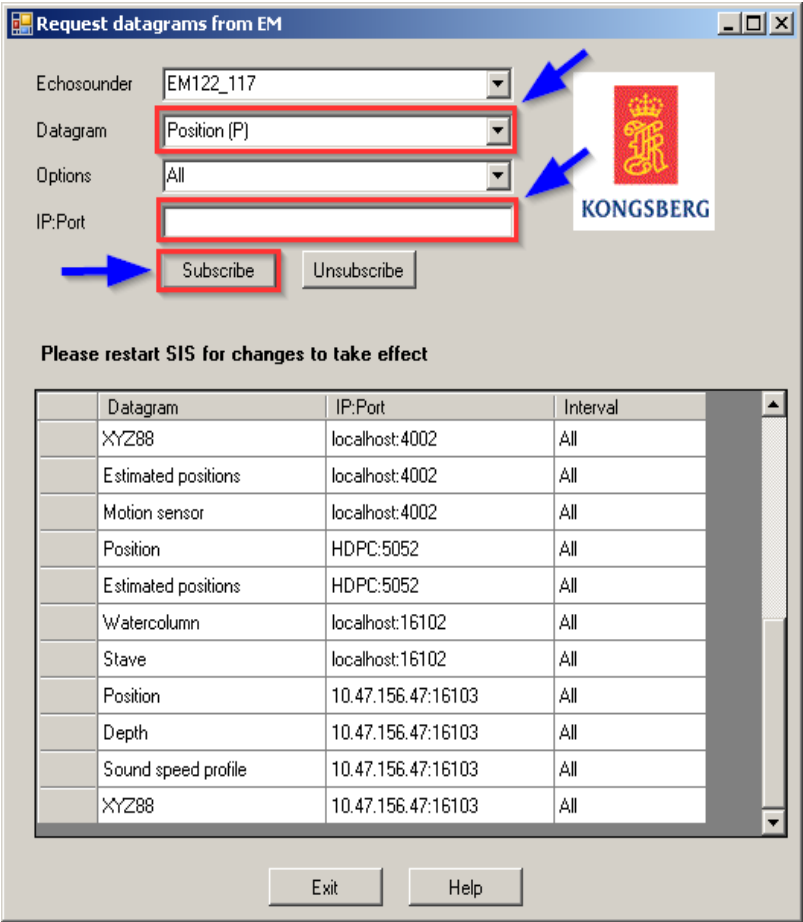 Request datagrams from EM
Echosounder EM122_117
Datagram Position (P)
Options All
IP:Port
KONGSBERG
Subscribe Unsubscribe
Please restart SIS for changes to take effect
Datagram IP:Port Interval
XYZ88 localhost:4002 All
Estimated positions localhost:4002 All
Motion sensor localhost:4002 All
Position HDPC:5052 All
Estimated positions HDPC:5052 All
Watercolumn localhost:16102 All
Stave localhost:16102 All
Position 10.47.156.47:16103 All
Depth 10.47.156.47:16103 All
Sound speed profile 10.47.156.47:16103 All
XYZ88 10.47.156.47:16103 All
Exit Help